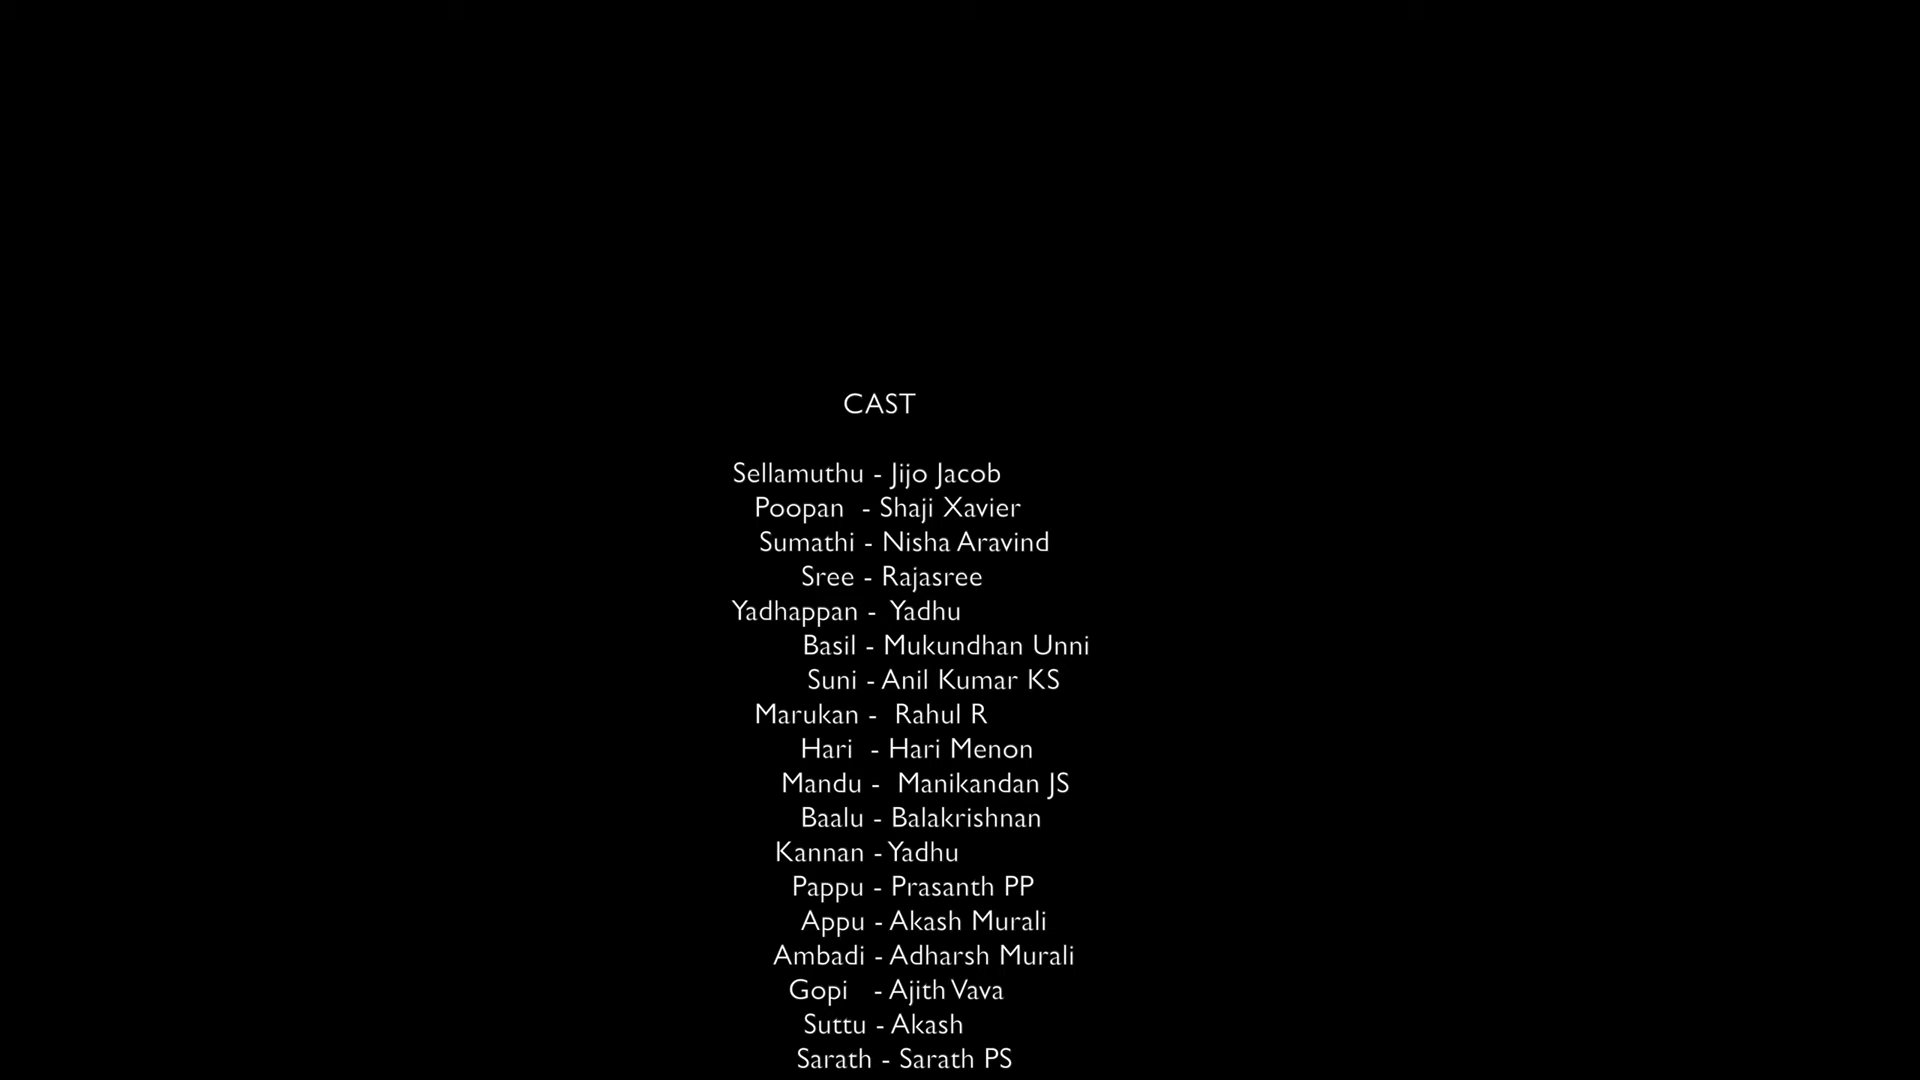 CAST
Sellamuthu - Jijo Jacob
Poopan - Shaji Xavier
Sumathi - Nisha Aravind
Sree - Rajasree
Yadhappan - Yadhu
Basil - Mukundhan Unni
Suni - Anil Kumar KS
Marukan - Rahul R
Hari - Hari Menon
Mandu - Manikandan JS
Baalu - Balakrishnan
Kannan - Yadhu
Pappu - Prasanth PP
Appu - Akash Murali
Ambadi - Adharsh Murali
Gopi - Ajith Vava
Suttu - Akash
Sarath - Sarath PS